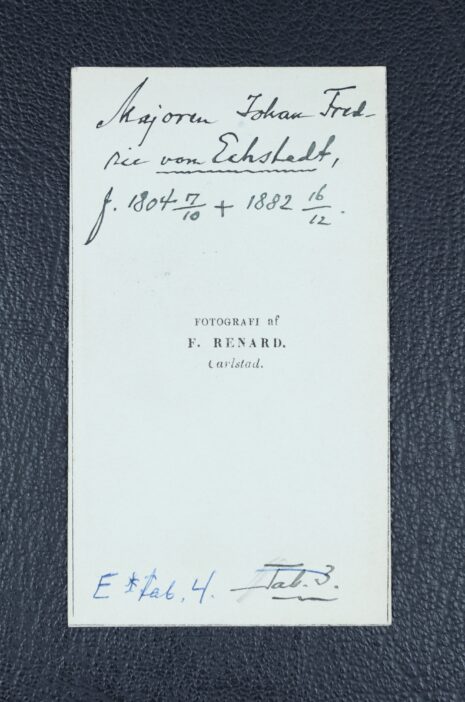 Majoren Johan Fred-
ric von Eckstedt,
f. 1804 7/10 + 1882 16/12.
FOTOGRAFI af
F. RENARD.
Carlstad.
E * tab. 4. Tab. 3.